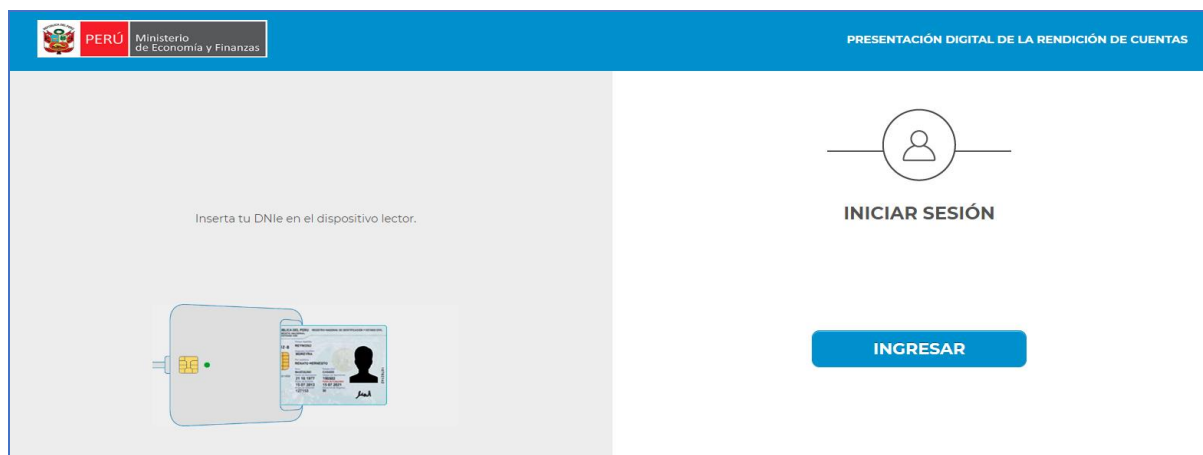 PERÚ
Ministerio
de Economía y Finanzas
PRESENTACIÓN DIGITAL DE LA RENDICIÓN DE CUENTAS
Inserta tu DNIe en el dispositivo lector.
INICIAR SESIÓN
INGRESAR